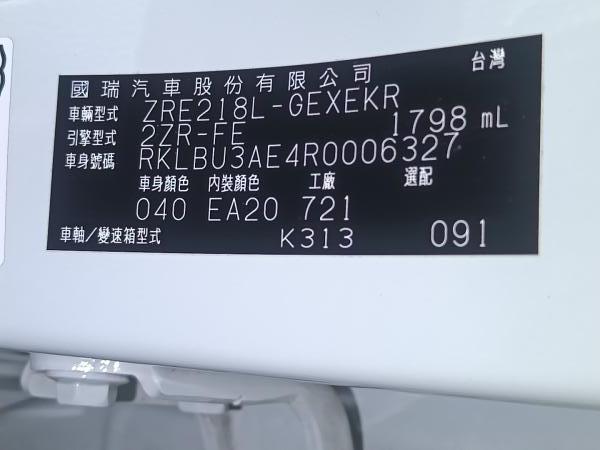 台灣
國瑞汽車股份有限公司
車輛型式 ZRE218L-GEXEKR
引擎型式 2ZR-FE 1798 mL
車身號碼 RKLBU3AE4R0006327
車身顏色 內裝顏色 工廠 選配
040 EA20 721
車軸/變速箱型式 K313 091